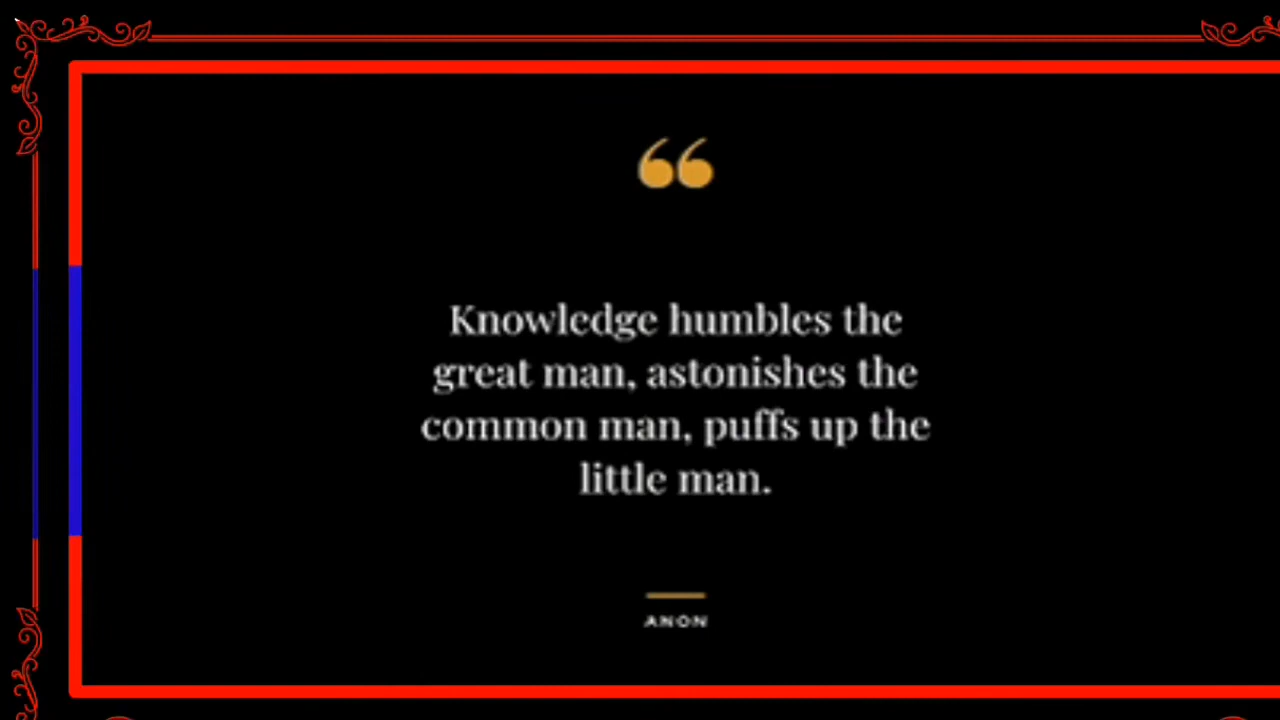 “
Knowledge humbles the
great man, astonishes the
common man, puffs up the
little man.
ANON